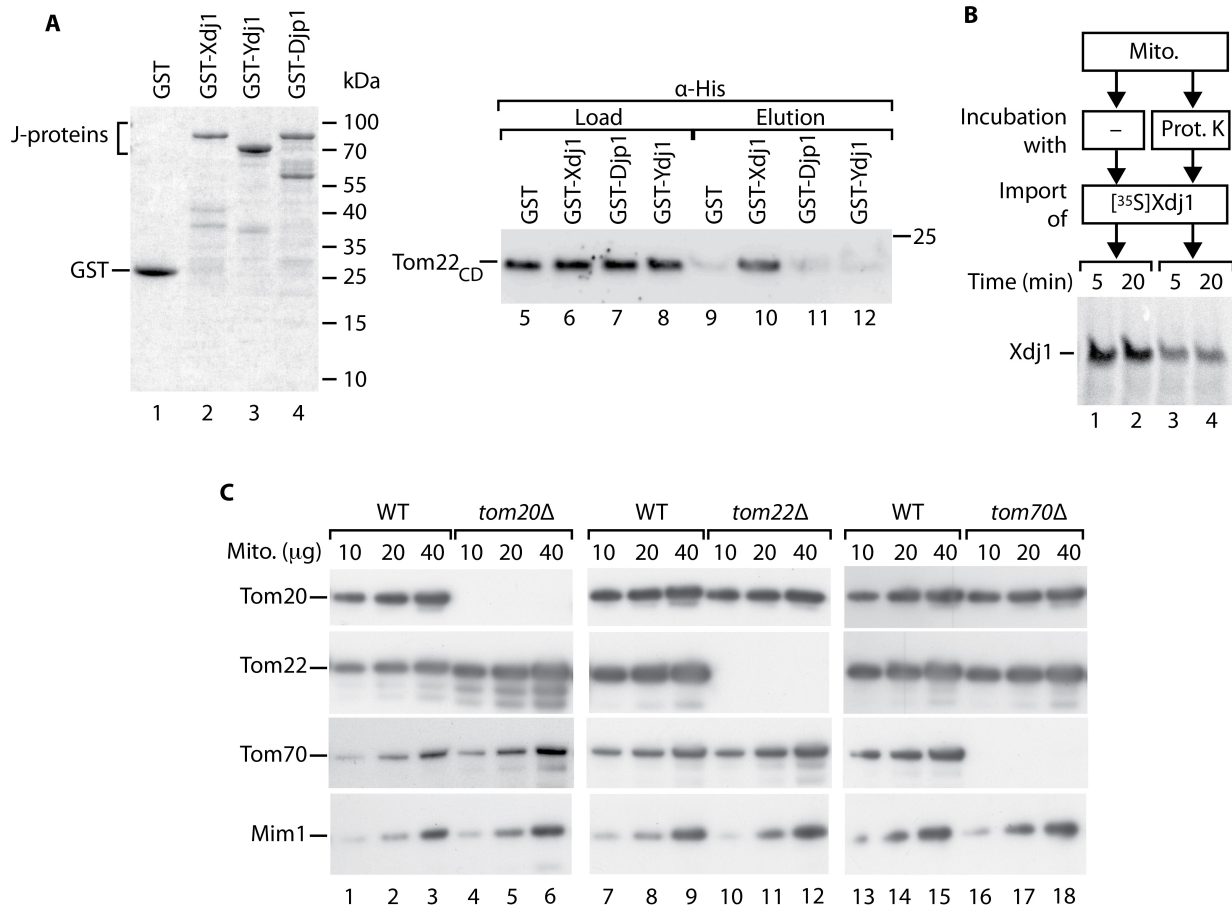 A
GST
GST-Xdj1
GST-Ydj1
GST-Djp1
kDa
J-proteins
GST
100
70
55
40
35
25
15
10
1 2 3 4
α-His
Load Elution
GST
GST-Xdj1
GST-Djp1
GST-Ydj1
GST
GST-Xdj1
GST-Djp1
GST-Ydj1
25
Tom22CD
5 6 7 8 9 10 11 12
B
Mito.
Incubation with
– Prot. K
Import of
[³⁵S]Xdj1
Time (min) 5 20 5 20
Xdj1
1 2 3 4
C
WT tom20Δ WT tom22Δ WT tom70Δ
Mito. (μg) 10 20 40 10 20 40 10 20 40 10 20 40 10 20 40 10 20 40
Tom20
Tom22
Tom70
Mim1
1 2 3 4 5 6 7 8 9 10 11 12 13 14 15 16 17 18